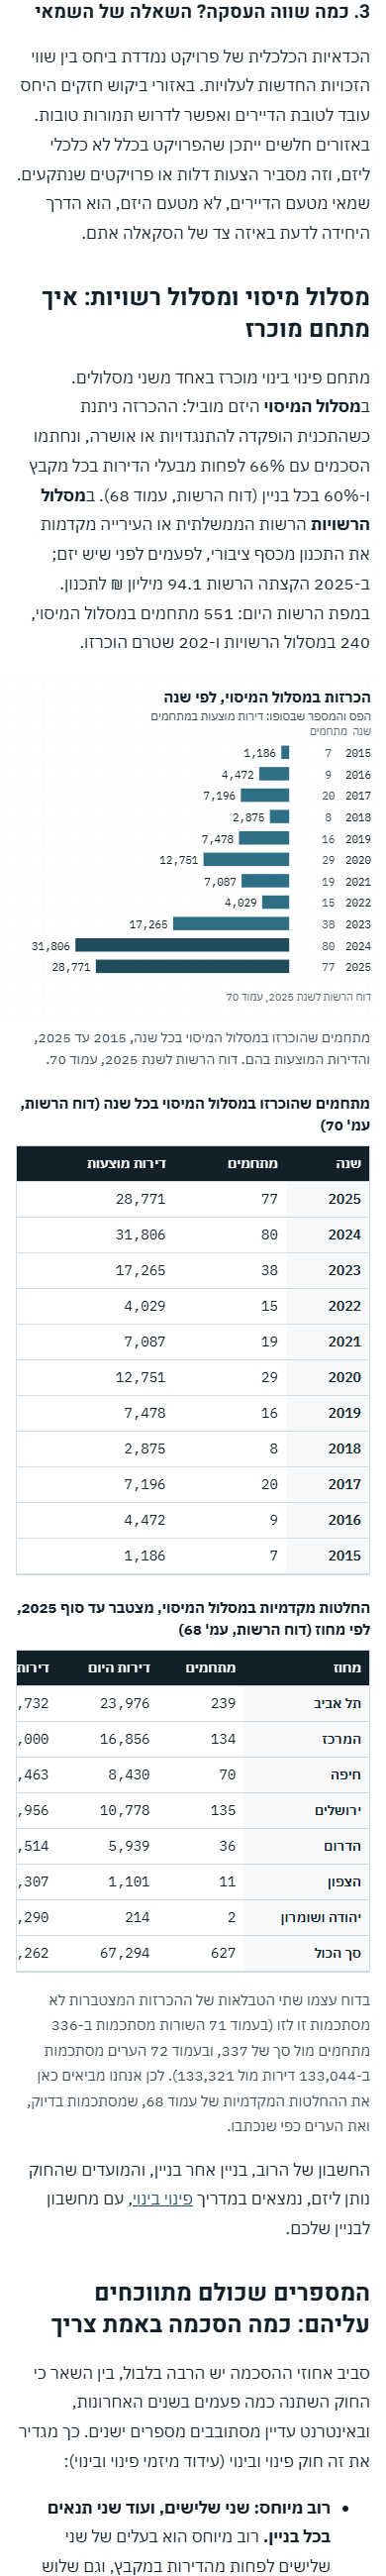 3. כמה שווה העסקה? השאלה של השמאי
הכדאיות הכלכלית של פרויקט נמדדת ביחס בין שווי
הזכויות החדשות לעלויות. באזורי ביקוש חזקים היחס
עובד לטובת הדיירים ואפשר לדרוש תמורות טובות.
באזורים חלשים ייתכן שהפרויקט בכלל לא כלכלי
ליזם, וזה מסביר הצעות דלות או פרויקטים שנתקעים.
שמאי מטעם הדיירים, לא מטעם היזם, הוא הדרך
היחידה לדעת באיזה צד של הסקאלה אתם.
מסלול מיסוי ומסלול רשויות: איך
מתחם מוכרז
מתחם פינוי בינוי מוכרז באחד משני מסלולים.
במסלול המיסוי היזם מוביל: ההכרזה ניתנת
כשהתכנית הופקדה להתנגדויות או אושרה, ונחתמו
הסכמים עם 66% לפחות מבעלי הדירות בכל מקבץ
ו-60% בכל בניין (דוח הרשות, עמוד 68). במסלול
הרשויות הרשות הממשלתית או העירייה מקדמות
את התכנון מכסף ציבורי, לפעמים לפני שיש יזם;
ב-2025 הקצתה הרשות 94.1 מיליון ₪ לתכנון.
במפת הרשות היום: 551 מתחמים במסלול המיסוי,
240 במסלול הרשויות ו-202 שטרם הוכרזו.
הכרזות במסלול המיסוי, לפי שנה
הפס והמספר שבסופו: דירות מוצעות במתחמים
שנה מתחמים
2015 7 1,186
2016 9 4,472
2017 20 7,196
2018 8 2,875
2019 16 7,478
2020 29 12,751
2021 19 7,087
2022 15 4,029
2023 38 17,265
2024 80 31,806
2025 77 28,771
דוח הרשות לשנת 2025, עמוד 70
מתחמים שהוכרזו במסלול המיסוי בכל שנה, 2015 עד 2025,
והדירות המוצעות בהם. דוח הרשות לשנת 2025, עמוד 70.
מתחמים שהוכרזו במסלול המיסוי בכל שנה (דוח הרשות,
עמ' 70)
שנה מתחמים דירות מוצעות
2025 77 28,771
2024 80 31,806
2023 38 17,265
2022 15 4,029
2021 19 7,087
2020 29 12,751
2019 16 7,478
2018 8 2,875
2017 20 7,196
2016 9 4,472
2015 7 1,186
החלטות מקדמיות במסלול המיסוי, מצטבר עד סוף 2025,
לפי מחוז (דוח הרשות, עמ' 68)
מחוז מתחמים דירות היום דירות
תל אביב 239 23,976 ,732
המרכז 134 16,856 ,000
חיפה 70 8,430 ,463
ירושלים 135 10,778 ,956
הדרום 36 5,939 ,514
הצפון 11 1,101 ,307
יהודה ושומרון 2 214 ,290
סך הכול 627 67,294 ,262
בדוח עצמו שתי הטבלאות של ההכרזות המצטברות לא
מסתכמות זו לזו (בעמוד 71 השורות מסתכמות ב-336
מתחמים מול סך של 337, ובעמוד 72 הערים מסתכמות
ב-133,044 דירות מול 133,321). לכן אנחנו מביאים כאן
את ההחלטות המקדמיות של עמוד 68, שמסתכמות בדיוק,
ואת הערים כפי שנכתבו.
החשבון של הרוב, בניין אחר בניין, והמועדים שהחוק
נותן ליזם, נמצאים במדריך פינוי בינוי, עם מחשבון
לבניין שלכם.
המספרים שכולם מתווכחים
עליהם: כמה הסכמה באמת צריך
סביב אחוזי ההסכמה יש הרבה בלבול, בין השאר כי
החוק השתנה כמה פעמים בשנים האחרונות,
ובאינטרנט עדיין מסתובבים מספרים ישנים. כך מגדיר
את זה חוק פינוי ובינוי (עידוד מיזמי פינוי ובינוי):
• רוב מיוחס: שני שלישים, ועוד שני תנאים
בכל בניין. רוב מיוחס הוא בעלים של שני
שלישים לפחות מהדירות במקבץ, וגם שלוש